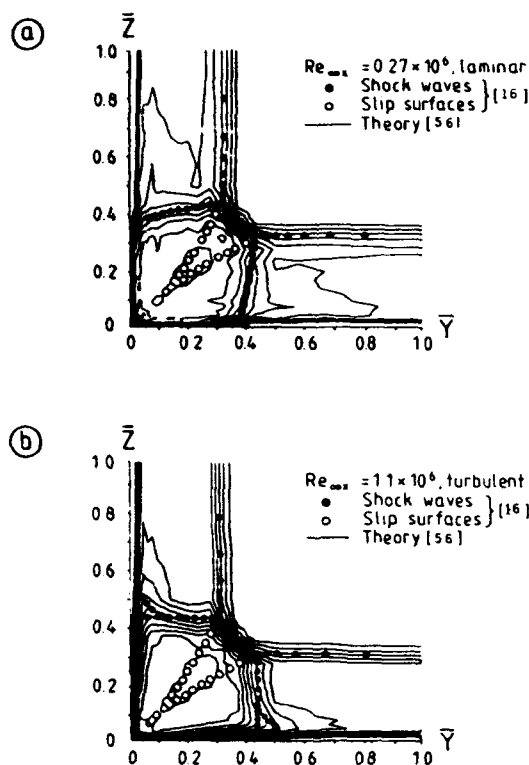 a
Z̄
1.0
0.8
0.6
0.4
0.2
0
0 0.2 0.4 0.6 0.8 1.0
Ȳ
Re∞x = 0.27×10⁶, laminar
● Shock waves }[16]
○ Slip surfaces
— Theory [56]
b
Z̄
1.0
0.8
0.6
0.4
0.2
0
0 0.2 0.4 0.6 0.8 1.0
Ȳ
Re∞x = 1.1×10⁶, turbulent
● Shock waves }[16]
○ Slip surfaces
— Theory [56]